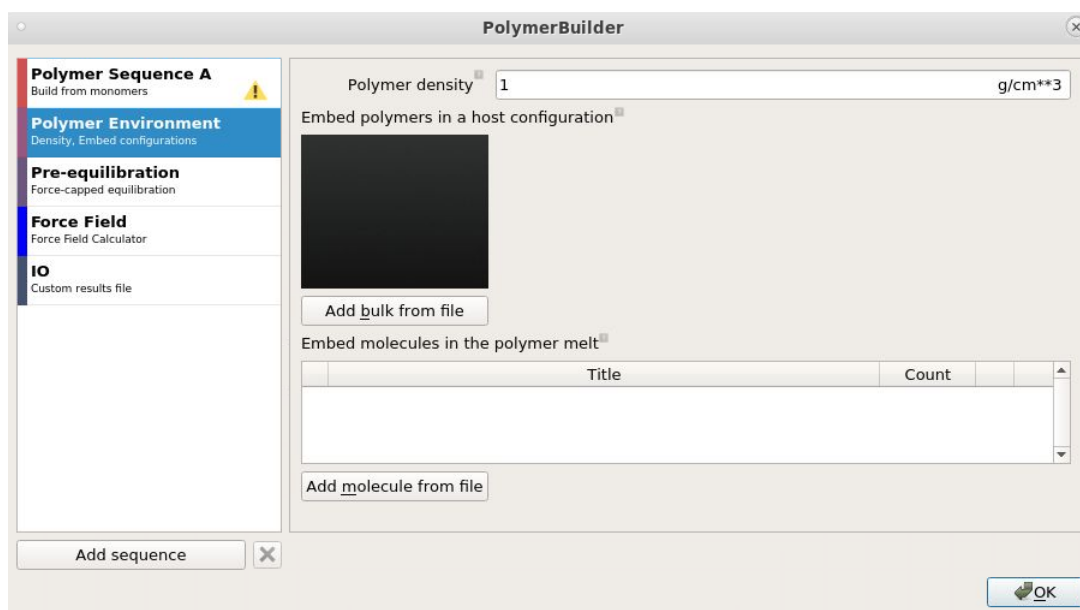 PolymerBuilder
Polymer Sequence A
Build from monomers
Polymer Environment
Density, Embed configurations
Pre-equilibration
Force-capped equilibration
Force Field
Force Field Calculator
IO
Custom results file
Add sequence
Polymer density 1 g/cm**3
Embed polymers in a host configuration
Add bulk from file
Embed molecules in the polymer melt
Title Count
Add molecule from file
OK